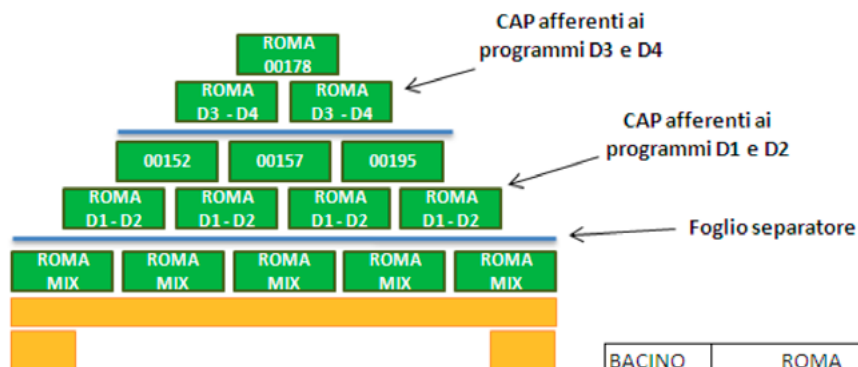 CAP afferenti ai
programmi D3 e D4
ROMA
00178
ROMA
D3 - D4
ROMA
D3 - D4
CAP afferenti ai
programmi D1 e D2
00152
00157
00195
ROMA
D1 - D2
ROMA
D1 - D2
ROMA
D1 - D2
ROMA
D1 - D2
Foglio separatore
ROMA
MIX
ROMA
MIX
ROMA
MIX
ROMA
MIX
ROMA
MIX
BACINO ROMA